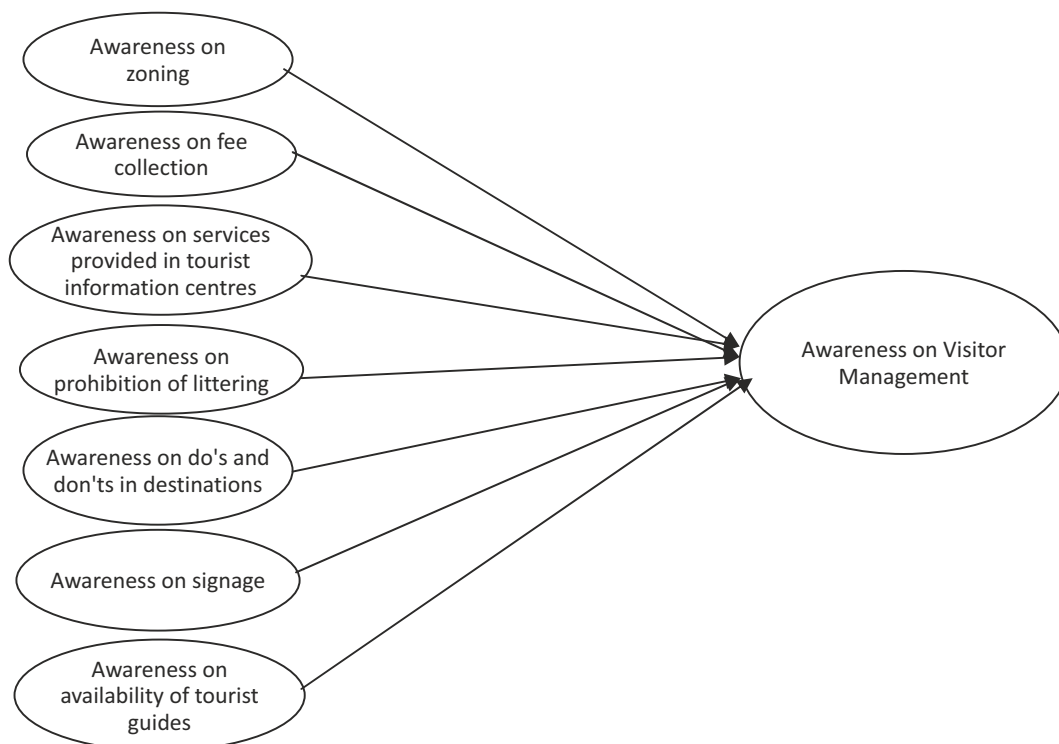 Awareness on
zoning
Awareness on fee
collection
Awareness on services
provided in tourist
information centres
Awareness on
prohibition of littering
Awareness on do's and
don'ts in destinations
Awareness on signage
Awareness on
availability of tourist
guides
Awareness on Visitor
Management